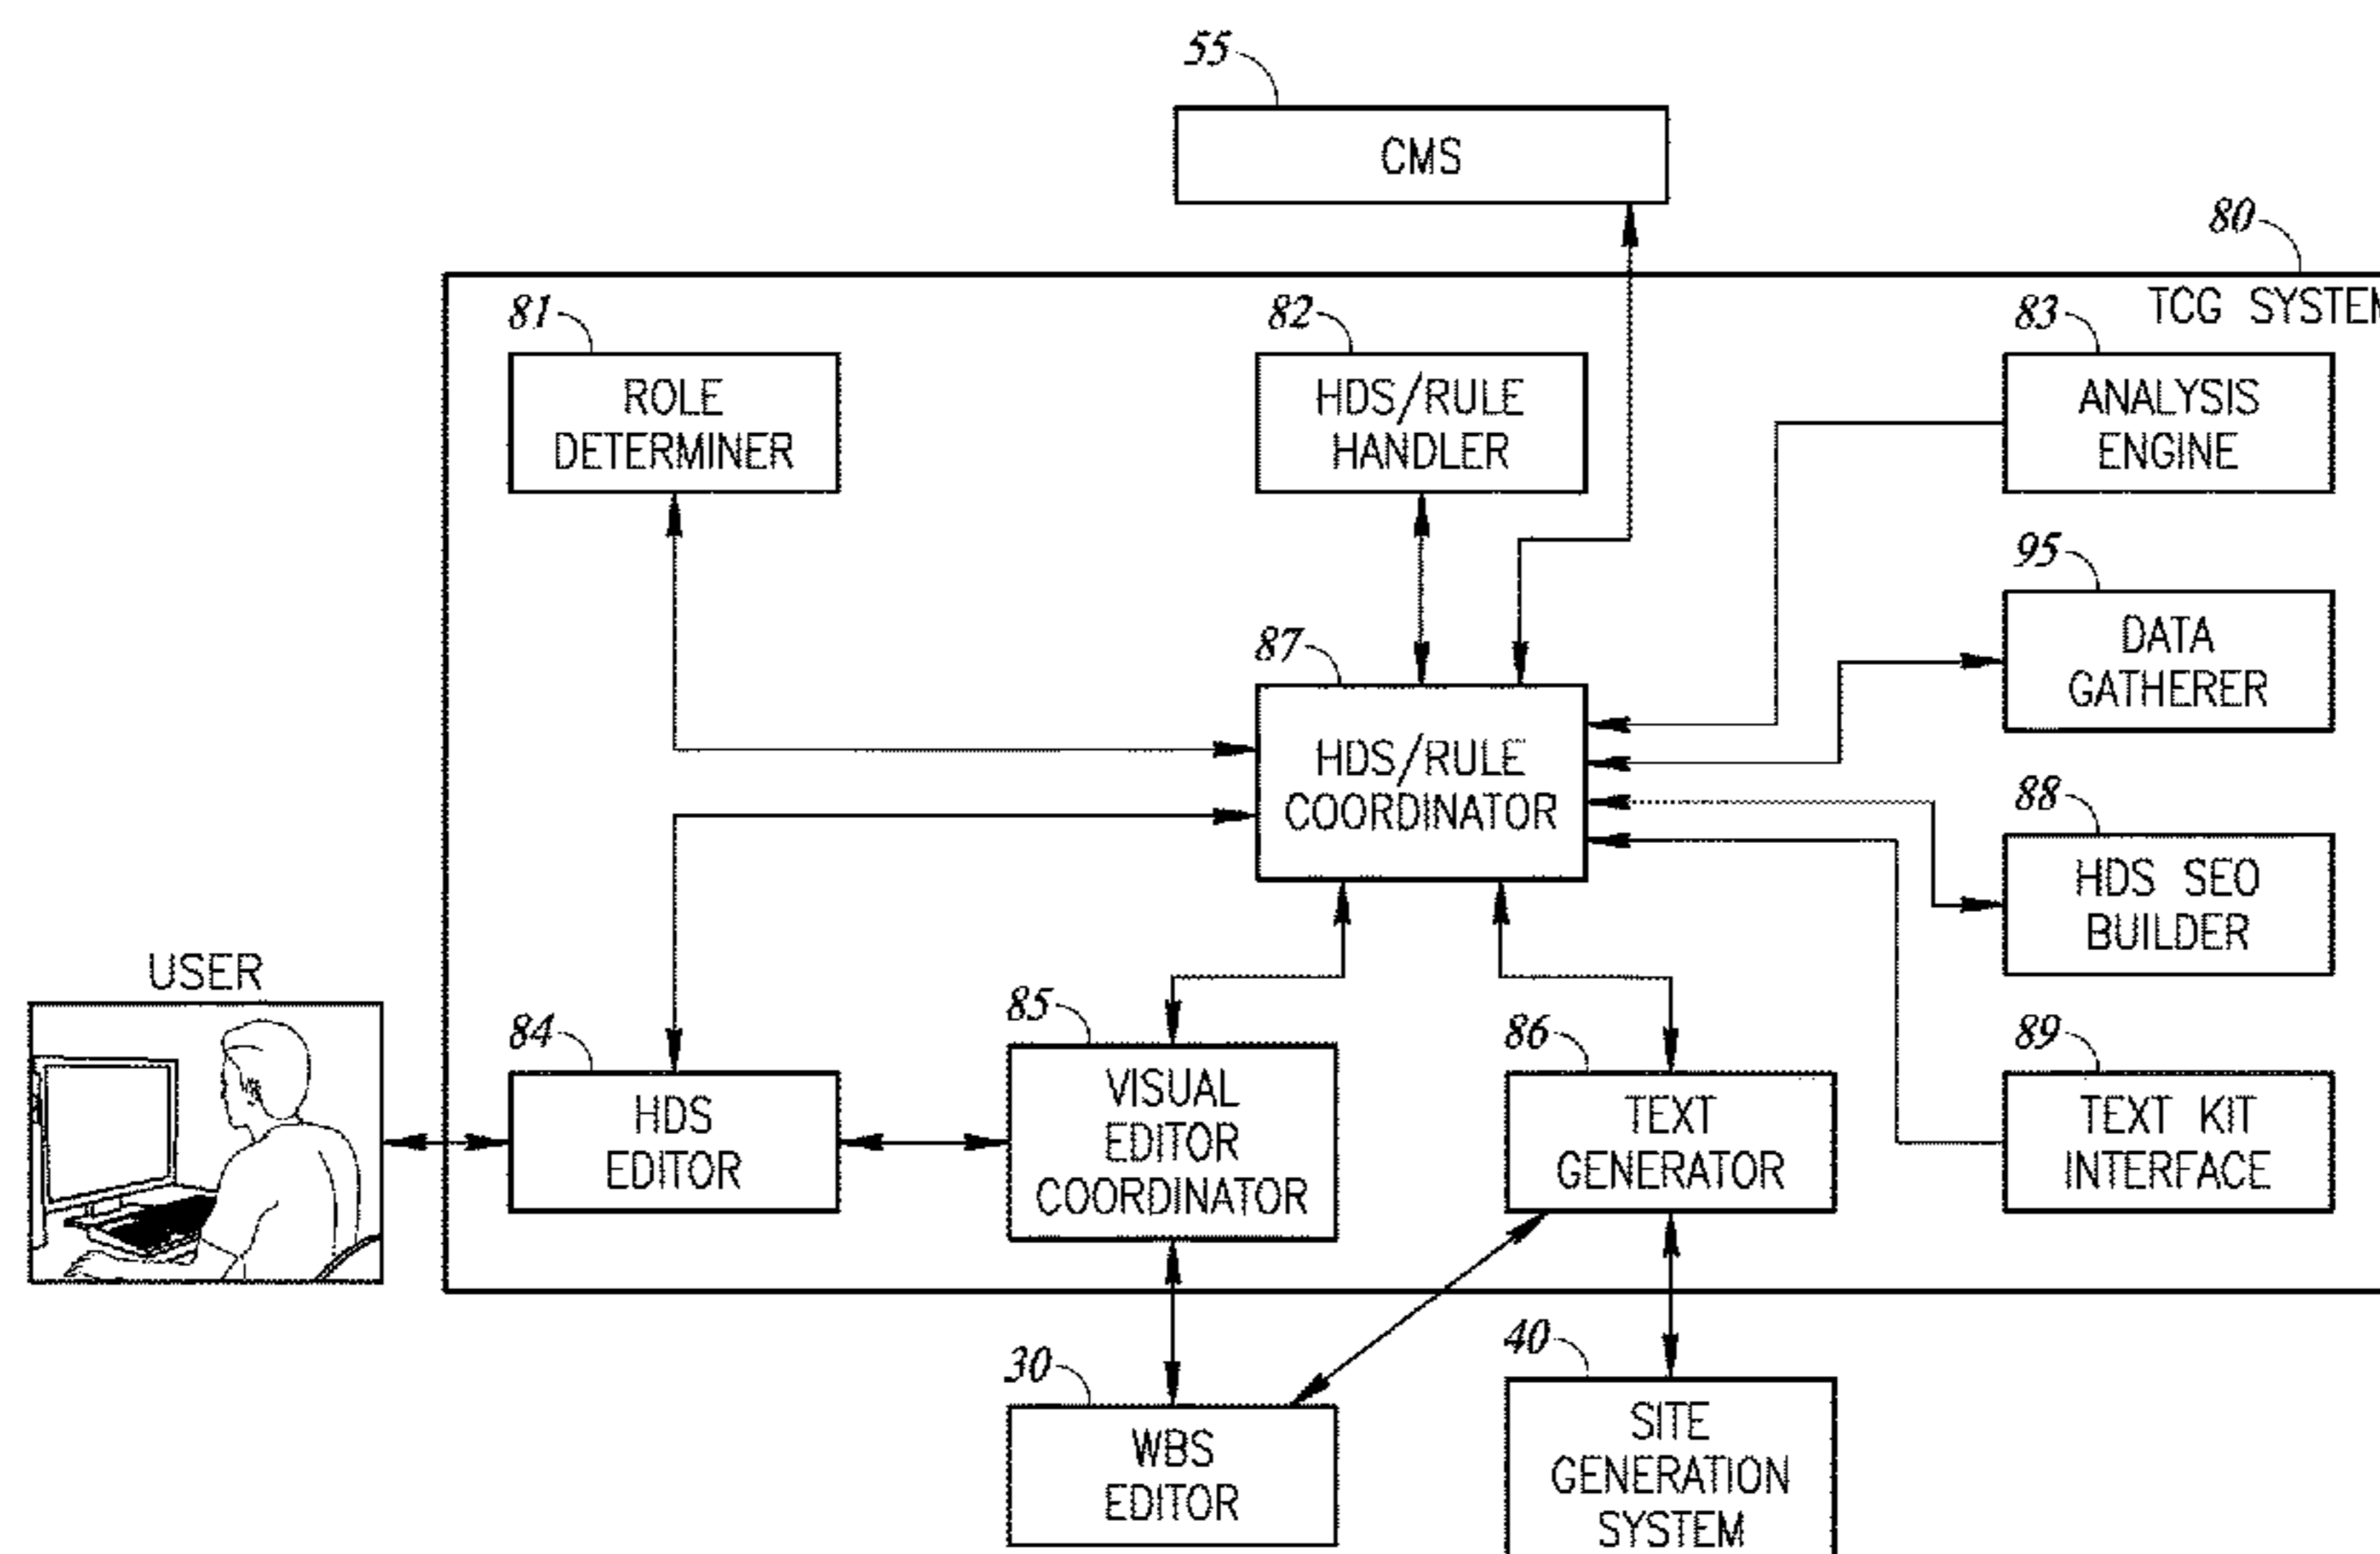 55
CMS
80
TCG SYSTEM
81
ROLE
DETERMINER
82
HDS/RULE
HANDLER
83
ANALYSIS
ENGINE
95
DATA
GATHERER
87
HDS/RULE
COORDINATOR
88
HDS SEO
BUILDER
USER
84
HDS
EDITOR
85
VISUAL
EDITOR
COORDINATOR
86
TEXT
GENERATOR
89
TEXT KIT
INTERFACE
30
WBS
EDITOR
40
SITE
GENERATION
SYSTEM